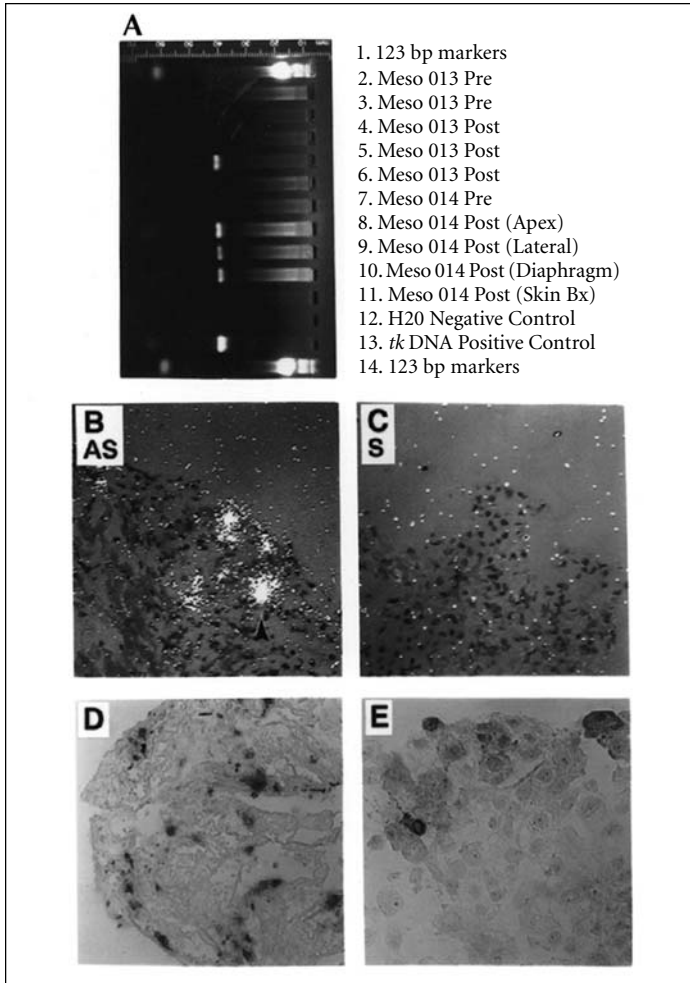 A
1. 123 bp markers
2. Meso 013 Pre
3. Meso 013 Pre
4. Meso 013 Post
5. Meso 013 Post
6. Meso 013 Post
7. Meso 014 Pre
8. Meso 014 Post (Apex)
9. Meso 014 Post (Lateral)
10. Meso 014 Post (Diaphragm)
11. Meso 014 Post (Skin Bx)
12. H20 Negative Control
13. tk DNA Positive Control
14. 123 bp markers
B
AS
C
S
D
E